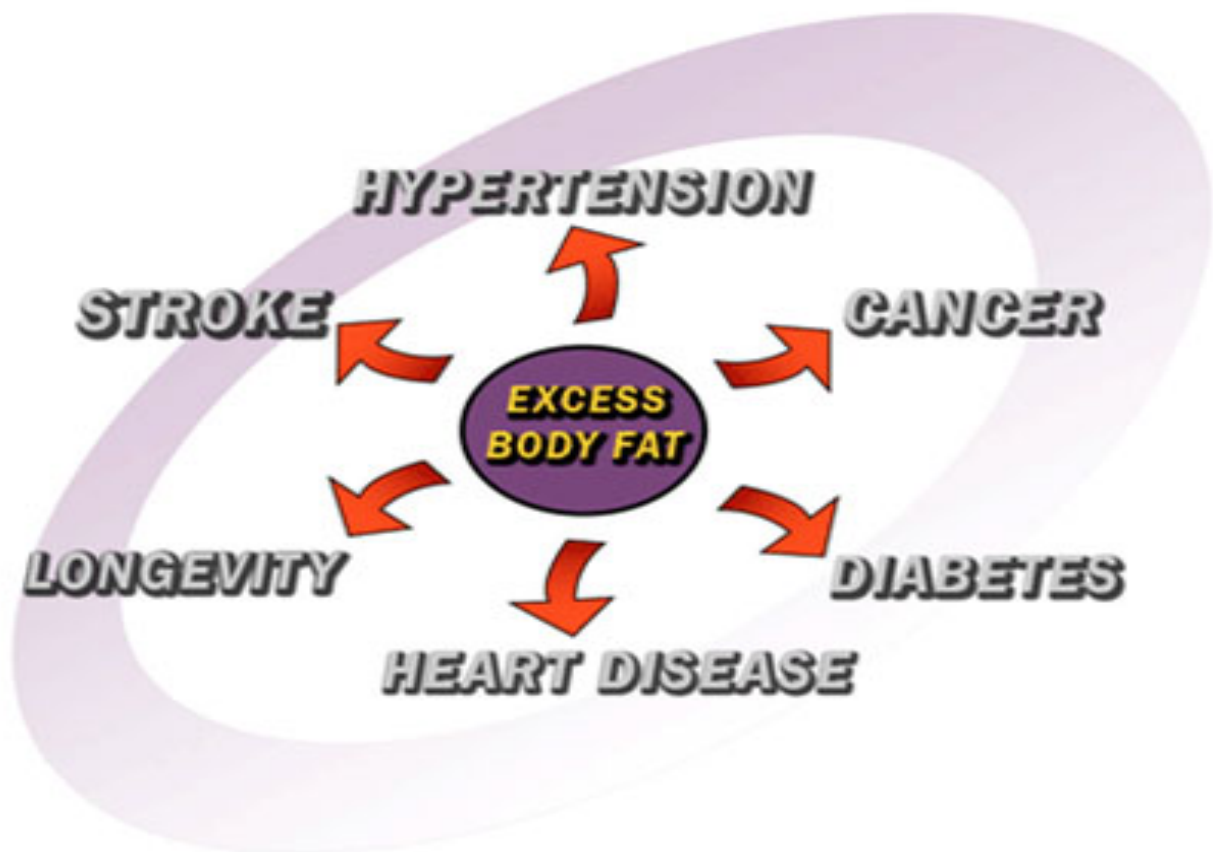 HYPERTENSION
STROKE
CANCER
EXCESS
BODY FAT
LONGEVITY
DIABETES
HEART DISEASE